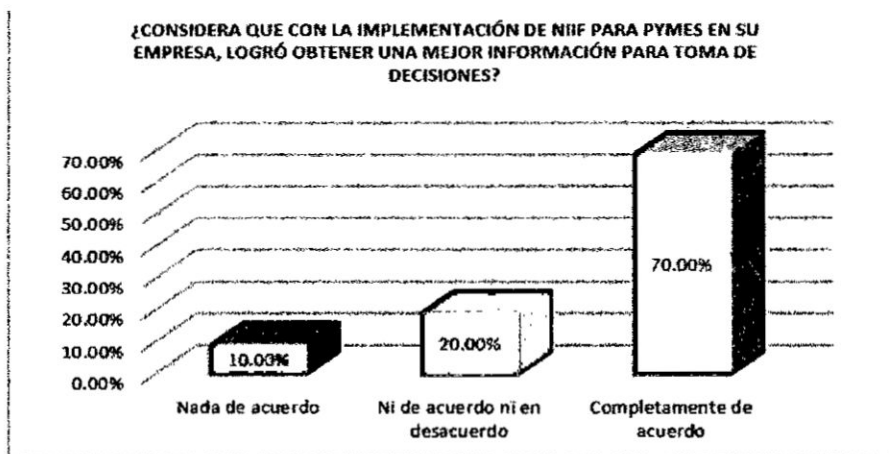 ¿CONSIDERA QUE CON LA IMPLEMENTACIÓN DE NIIF PARA PYMES EN SU
EMPRESA, LOGRÓ OBTENER UNA MEJOR INFORMACIÓN PARA TOMA DE
DECISIONES?
70.00%
60.00%
50.00%
40.00%
30.00%
20.00%
10.00%
0.00%
10.00%
20.00%
70.00%
Nada de acuerdo
Ni de acuerdo ni en
desacuerdo
Completamente de
acuerdo